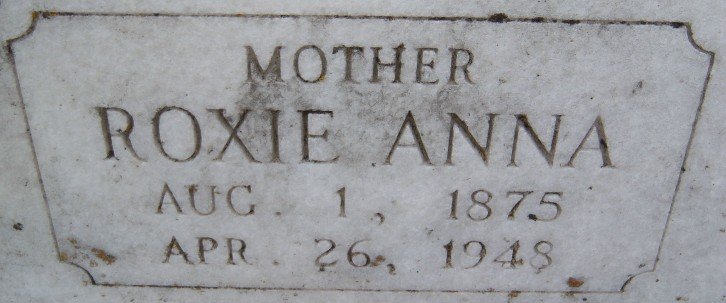 MOTHER
ROXIE ANNA
AUG. 1, 1875
APR. 26, 1948